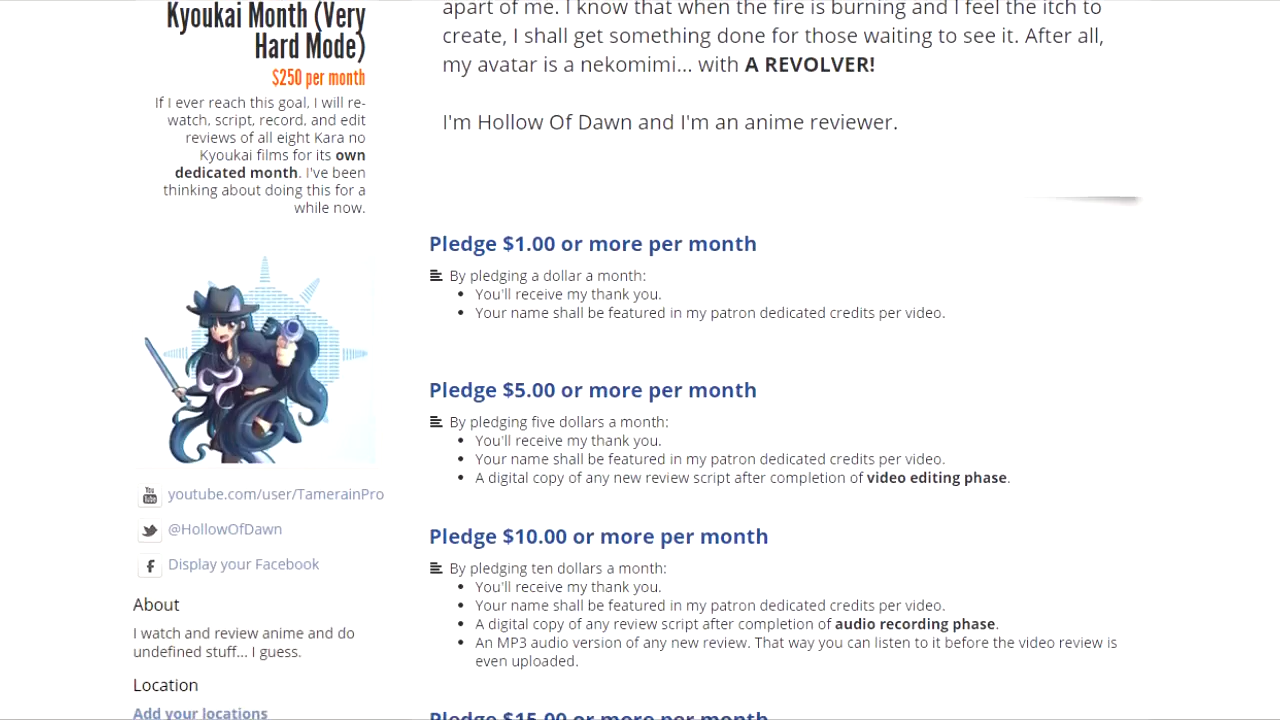 Kyoukai Month (Very
Hard Mode)
$250 per month
If I ever reach this goal, I will re-
watch, script, record, and edit
reviews of all eight Kara no
Kyoukai films for its own
dedicated month. I've been
thinking about doing this for a
while now.
You Tube
youtube.com/user/TamerainPro
@HollowOfDawn
Display your Facebook
About
I watch and review anime and do
undefined stuff... I guess.
Location
Add your locations
apart of me. I know that when the fire is burning and I feel the itch to
create, I shall get something done for those waiting to see it. After all,
my avatar is a nekomimi... with A REVOLVER!
I'm Hollow Of Dawn and I'm an anime reviewer.
Pledge $1.00 or more per month
By pledging a dollar a month:
• You'll receive my thank you.
• Your name shall be featured in my patron dedicated credits per video.
Pledge $5.00 or more per month
By pledging five dollars a month:
• You'll receive my thank you.
• Your name shall be featured in my patron dedicated credits per video.
• A digital copy of any new review script after completion of video editing phase.
Pledge $10.00 or more per month
By pledging ten dollars a month:
• You'll receive my thank you.
• Your name shall be featured in my patron dedicated credits per video.
• A digital copy of any review script after completion of audio recording phase.
• An MP3 audio version of any new review. That way you can listen to it before the video review is
even uploaded.
Pledge $15.00 or more per month